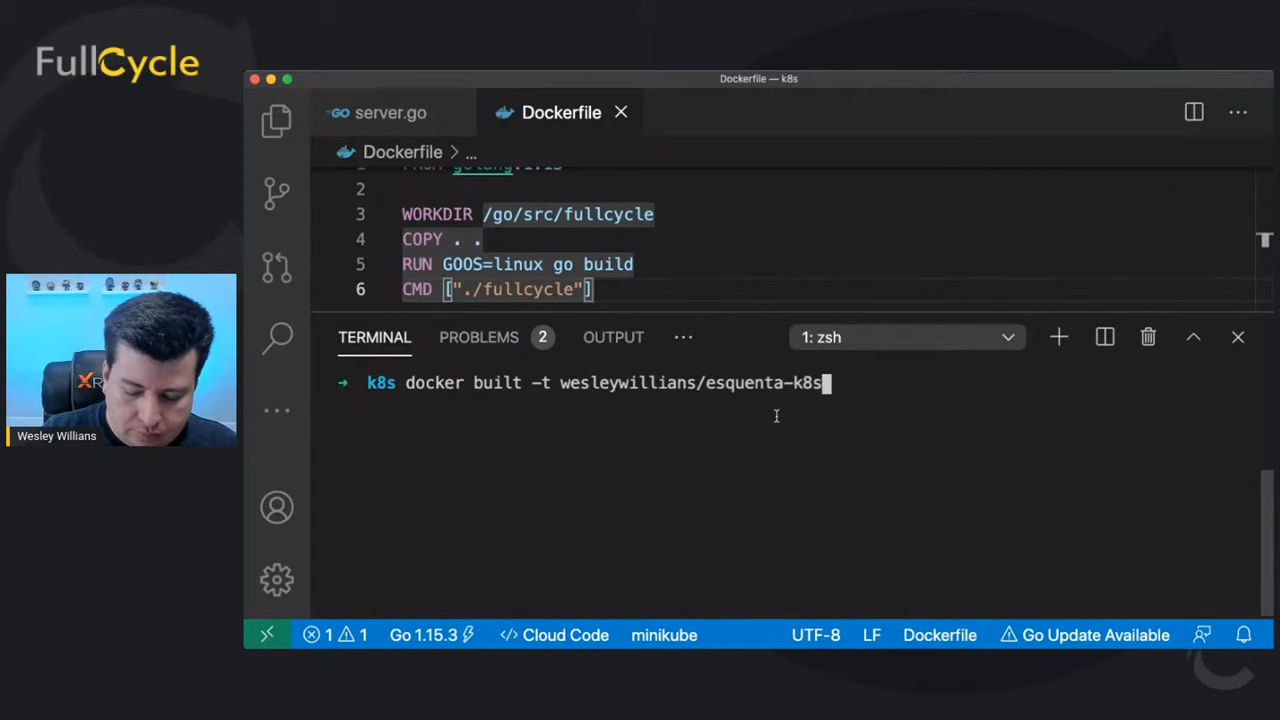 FullCycle
Dockerfile — k8s
GO server.go
Dockerfile
Dockerfile > ...
2
3 WORKDIR /go/src/fullcycle
4 COPY . .
5 RUN GOOS=linux go build
6 CMD ["./fullcycle"]
TERMINAL PROBLEMS 2 OUTPUT ··· 1: zsh
→ k8s docker built -t wesleywillians/esquenta-k8s
Wesley Willians
1 1 Go 1.15.3 </> Cloud Code minikube UTF-8 LF Dockerfile Go Update Available